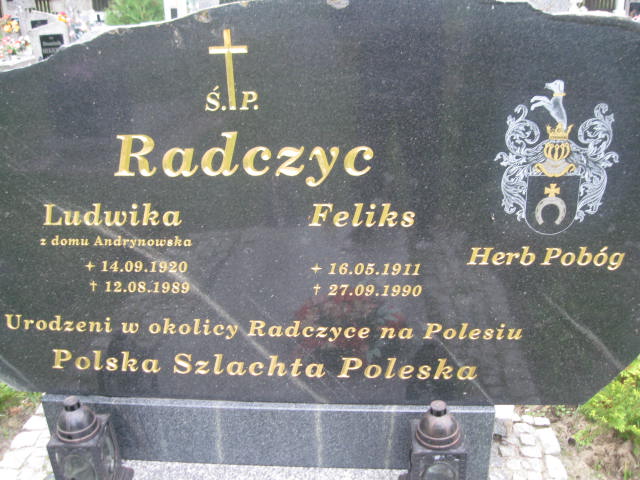 Ś. P.
Radczyc
Ludwika
z domu Andrynowska
+ 14.09.1920
† 12.08.1989
Feliks
+ 16.05.1911
† 27.09.1990
Herb Pobóg
Urodzeni w okolicy Radczyce na Polesiu
Polska Szlachta Poleska